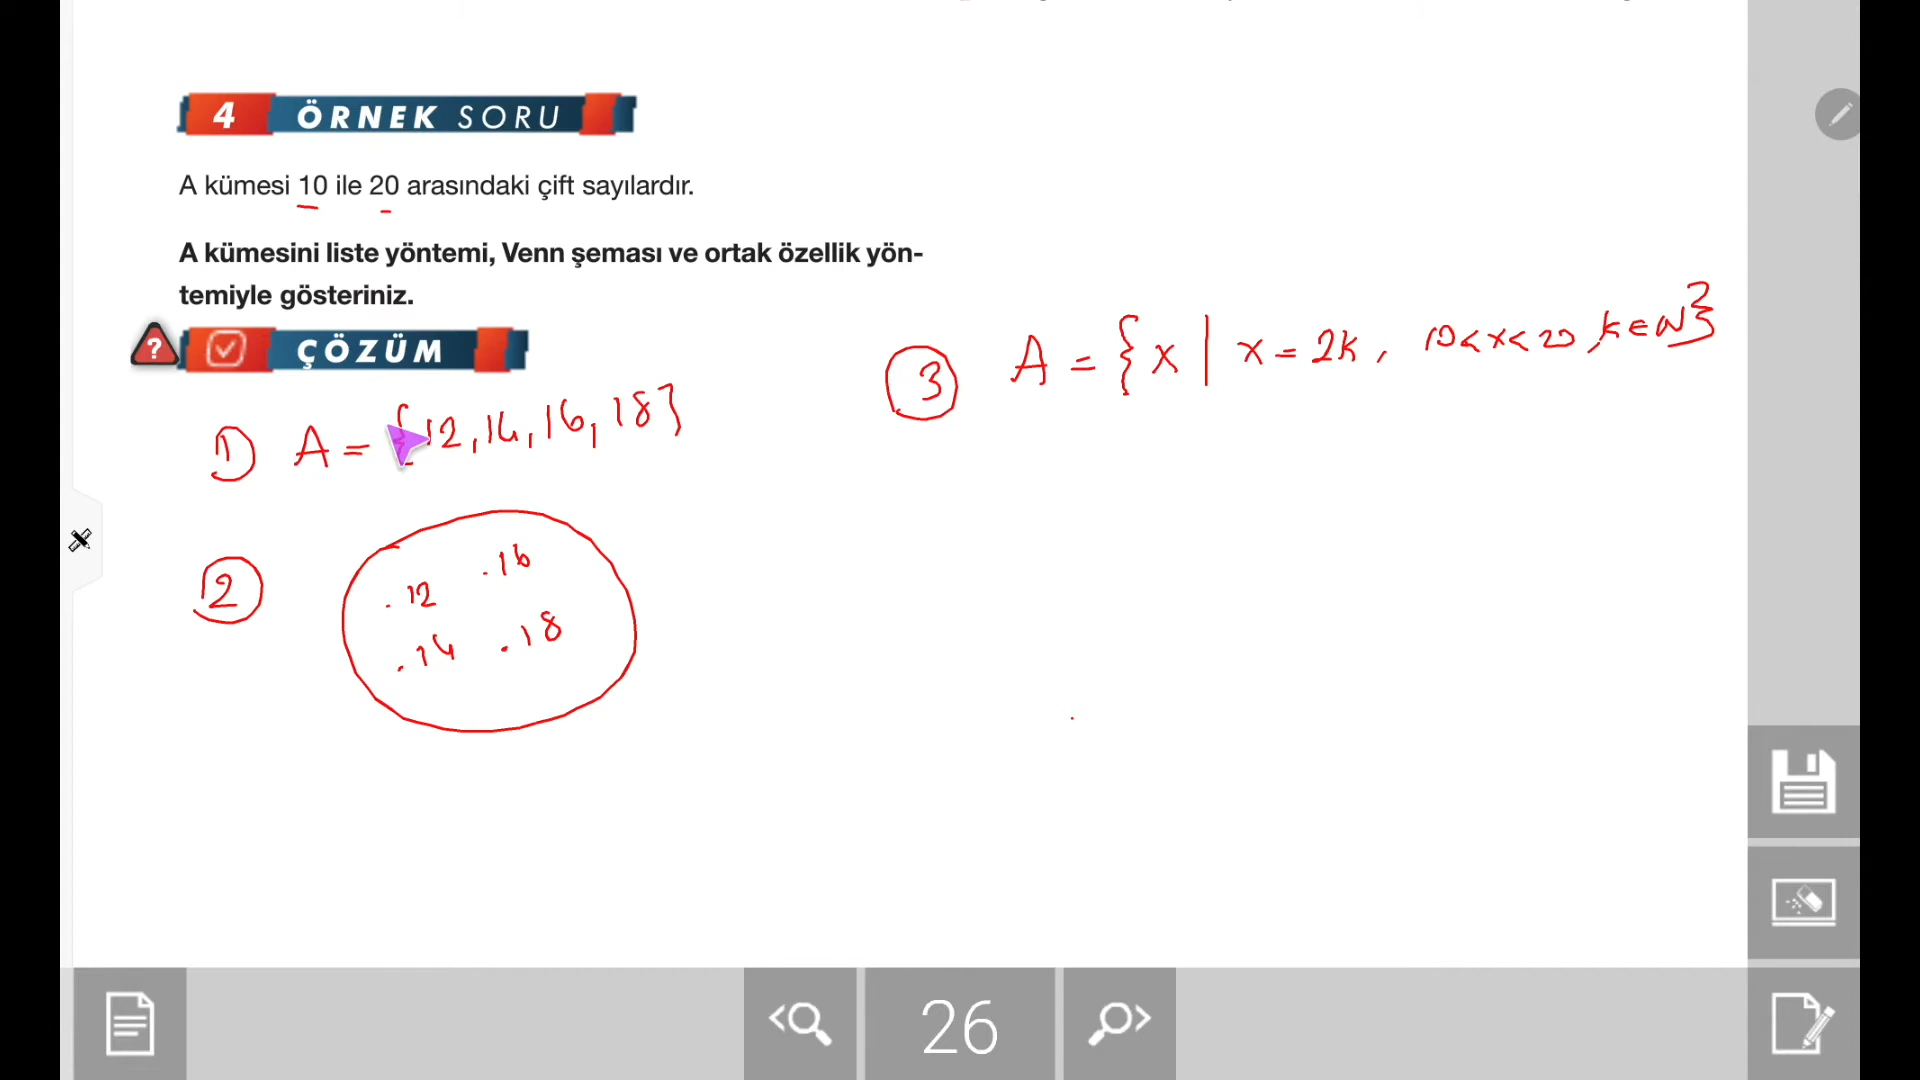 4 ÖRNEK SORU
A kümesi 10 ile 20 arasındaki çift sayılardır.
A kümesini liste yöntemi, Venn şeması ve ortak özellik yön-
temiyle gösteriniz.
? ÇÖZÜM
1) A = {12, 14, 16, 18}
2
. 12 . 16
. 14 . 18
3 A = {x | x = 2k, 10<x<20, k∈N}
26